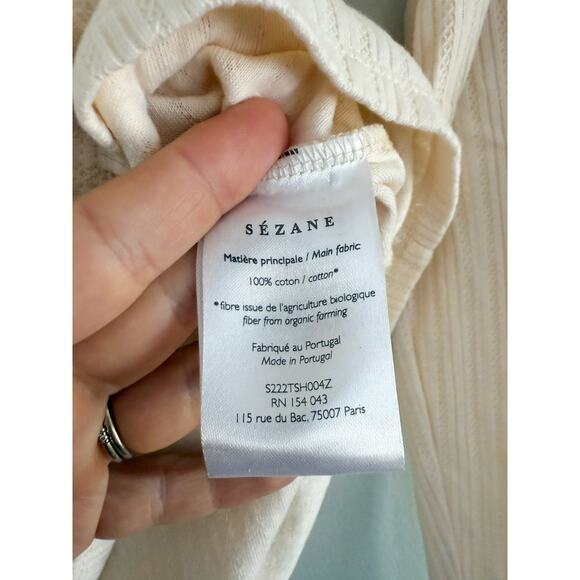 SÉZANE
Matière principale / Main fabric
100% coton / cotton*
*fibre issue de l'agriculture biologique
fiber from organic farming
Fabriqué au Portugal
Made in Portugal
S222TSH004Z
RN 154 043
115 rue du Bac, 75007 Paris